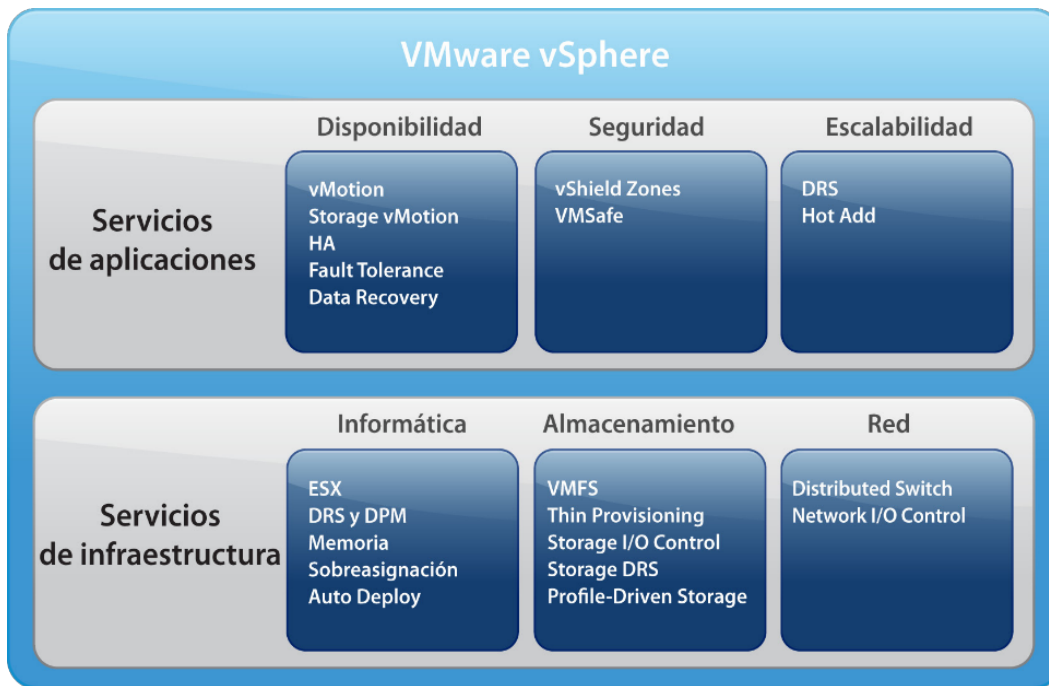 VMware vSphere
Disponibilidad
Seguridad
Escalabilidad
Servicios
de aplicaciones
vMotion
Storage vMotion
HA
Fault Tolerance
Data Recovery
vShield Zones
VMSafe
DRS
Hot Add
Informática
Almacenamiento
Red
Servicios
de infraestructura
ESX
DRS y DPM
Memoria
Sobreasignación
Auto Deploy
VMFS
Thin Provisioning
Storage I/O Control
Storage DRS
Profile-Driven Storage
Distributed Switch
Network I/O Control